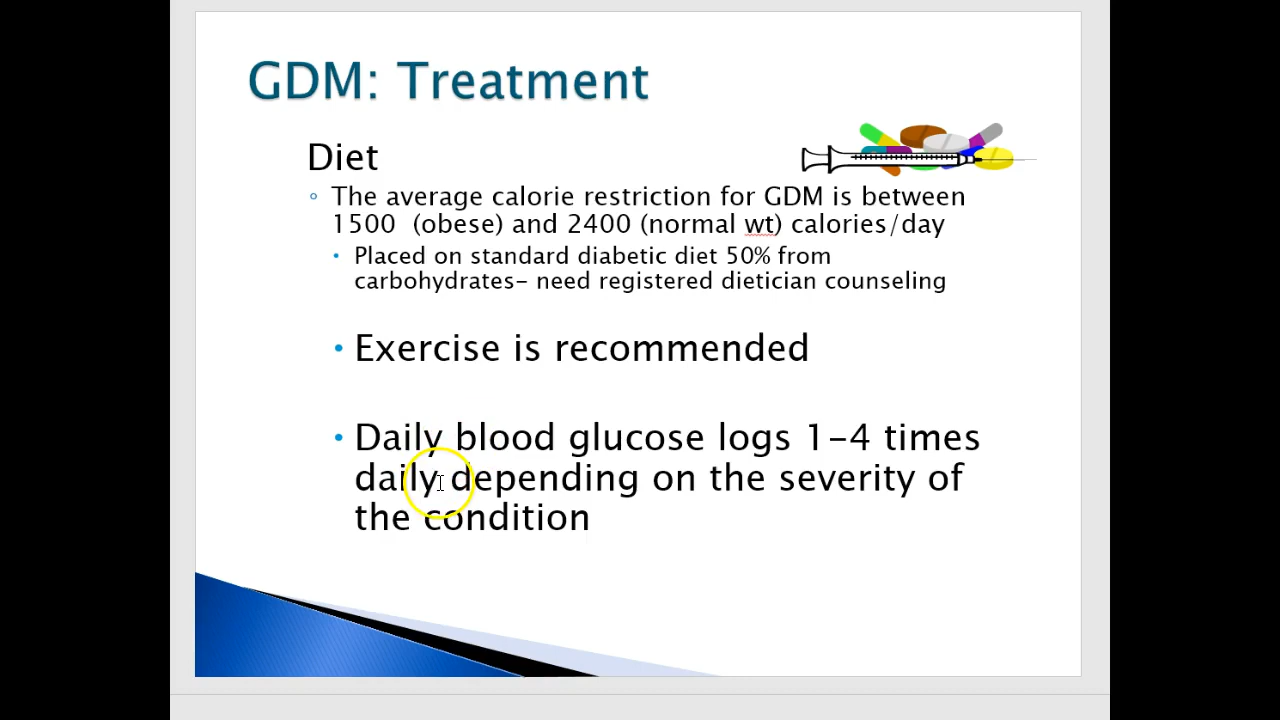 GDM: Treatment
Diet
◦ The average calorie restriction for GDM is between
1500  (obese) and 2400 (normal wt) calories/day
• Placed on standard diabetic diet 50% from
carbohydrates– need registered dietician counseling
• Exercise is recommended
• Daily blood glucose logs 1-4 times
daily depending on the severity of
the condition